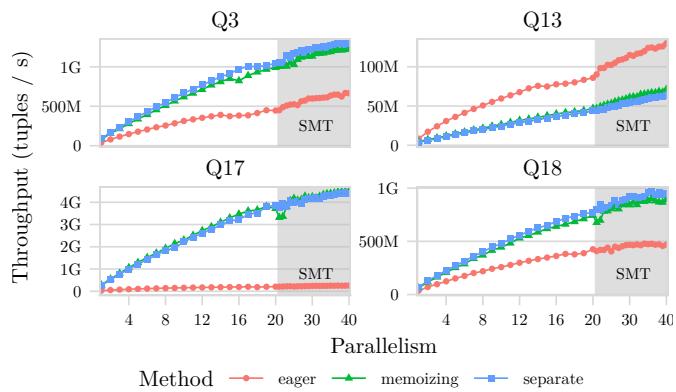 Q3
Q13
1G
500M
0
SMT
100M
50M
0
SMT
Q17
Q18
4G
3G
2G
1G
0
SMT
1G
500M
0
SMT
4 8 12 16 20 30 40
4 8 12 16 20 30 40
Throughput (tuples / s)
Parallelism
Method eager memoizing separate